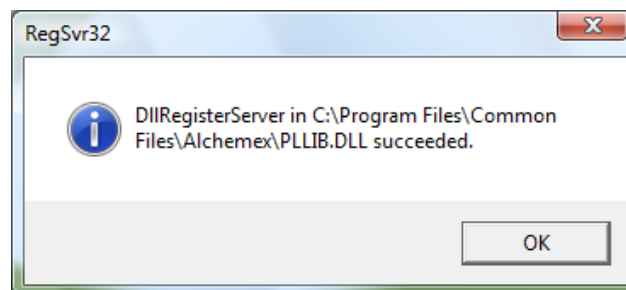 RegSvr32
DllRegisterServer in C:\Program Files\Common
Files\Alchemex\PLLIB.DLL succeeded.
OK